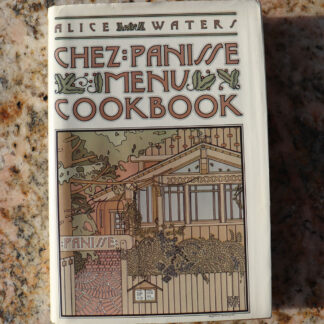 ALICE WATERS
CHEZ:PANISSE
MENU
COOKBOOK
:PANISSE: